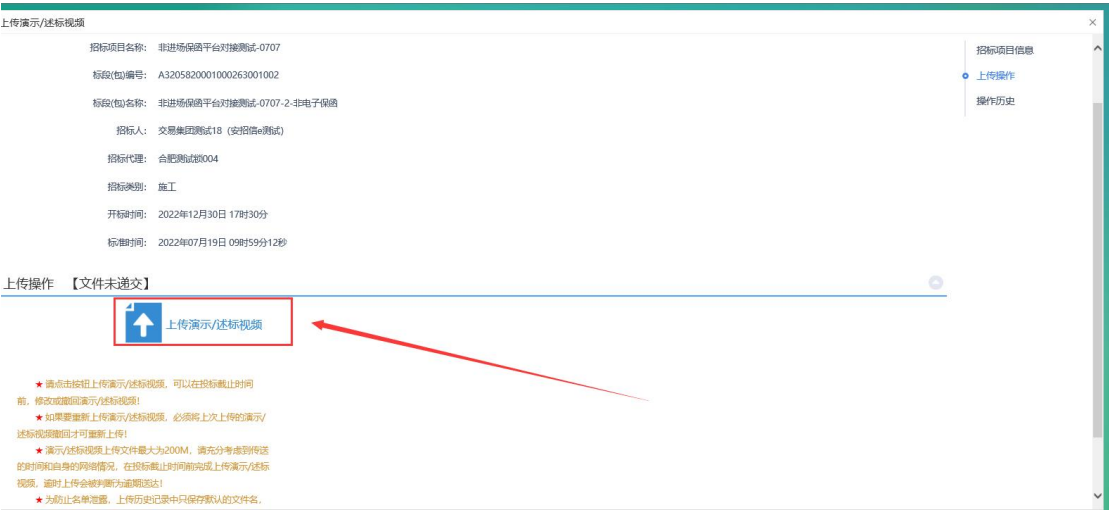 上传演示/述标视频
×
招标项目名称： 非进场保函平台对接测试-0707
标段(包)编号： A3205820001000263001002
标段(包)名称： 非进场保函平台对接测试-0707-2-非电子保函
招标人： 交易集团测试18（安招信e测试）
招标代理： 合肥测试锁004
招标类别： 施工
开标时间： 2022年12月30日 17时30分
标准时间： 2022年07月19日 09时59分12秒
招标项目信息
上传操作
操作历史
上传操作 【文件未递交】
上传演示/述标视频
★ 请点击按钮上传演示/述标视频，可以在投标截止时间
前，修改或撤回演示/述标视频！
★ 如果要重新上传演示/述标视频，必须将上次上传的演示/
述标视频撤回才可重新上传！
★ 演示/述标视频上传文件最大为200M，请充分考虑到传送
的时间和自身的网络情况，在投标截止时间前完成上传演示/述标
视频，逾时上传会被判断为逾期送达！
★ 为防止名单泄露，上传历史记录中只保存默认的文件名，